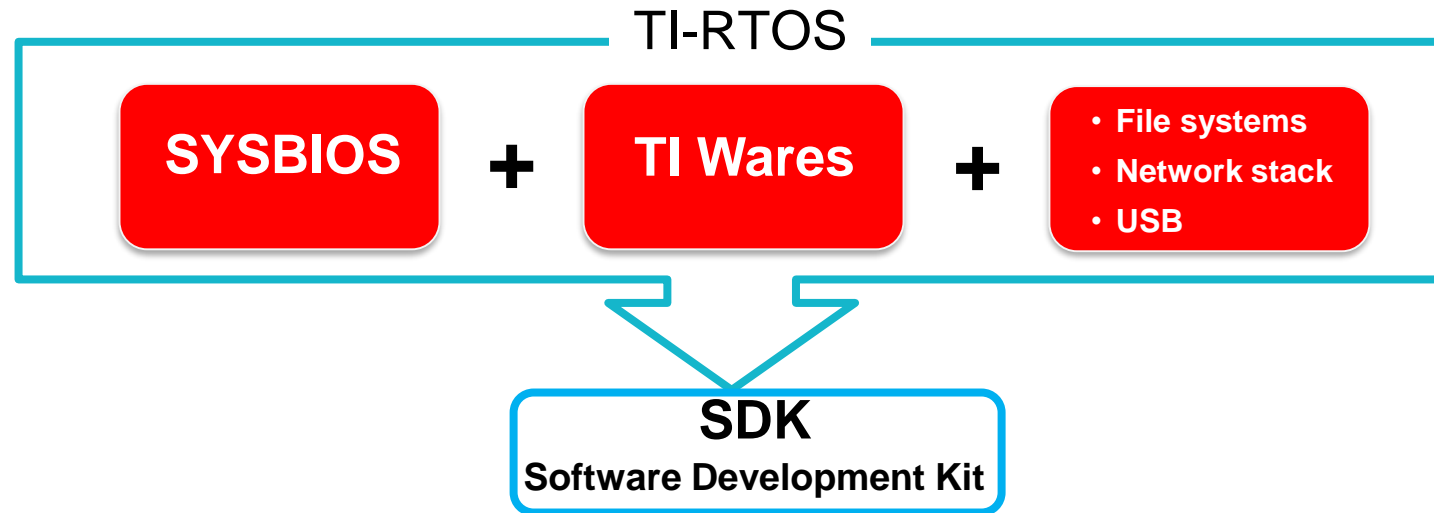 TI-RTOS
SYSBIOS
+
TI Wares
+
• File systems
• Network stack
• USB
SDK
Software Development Kit